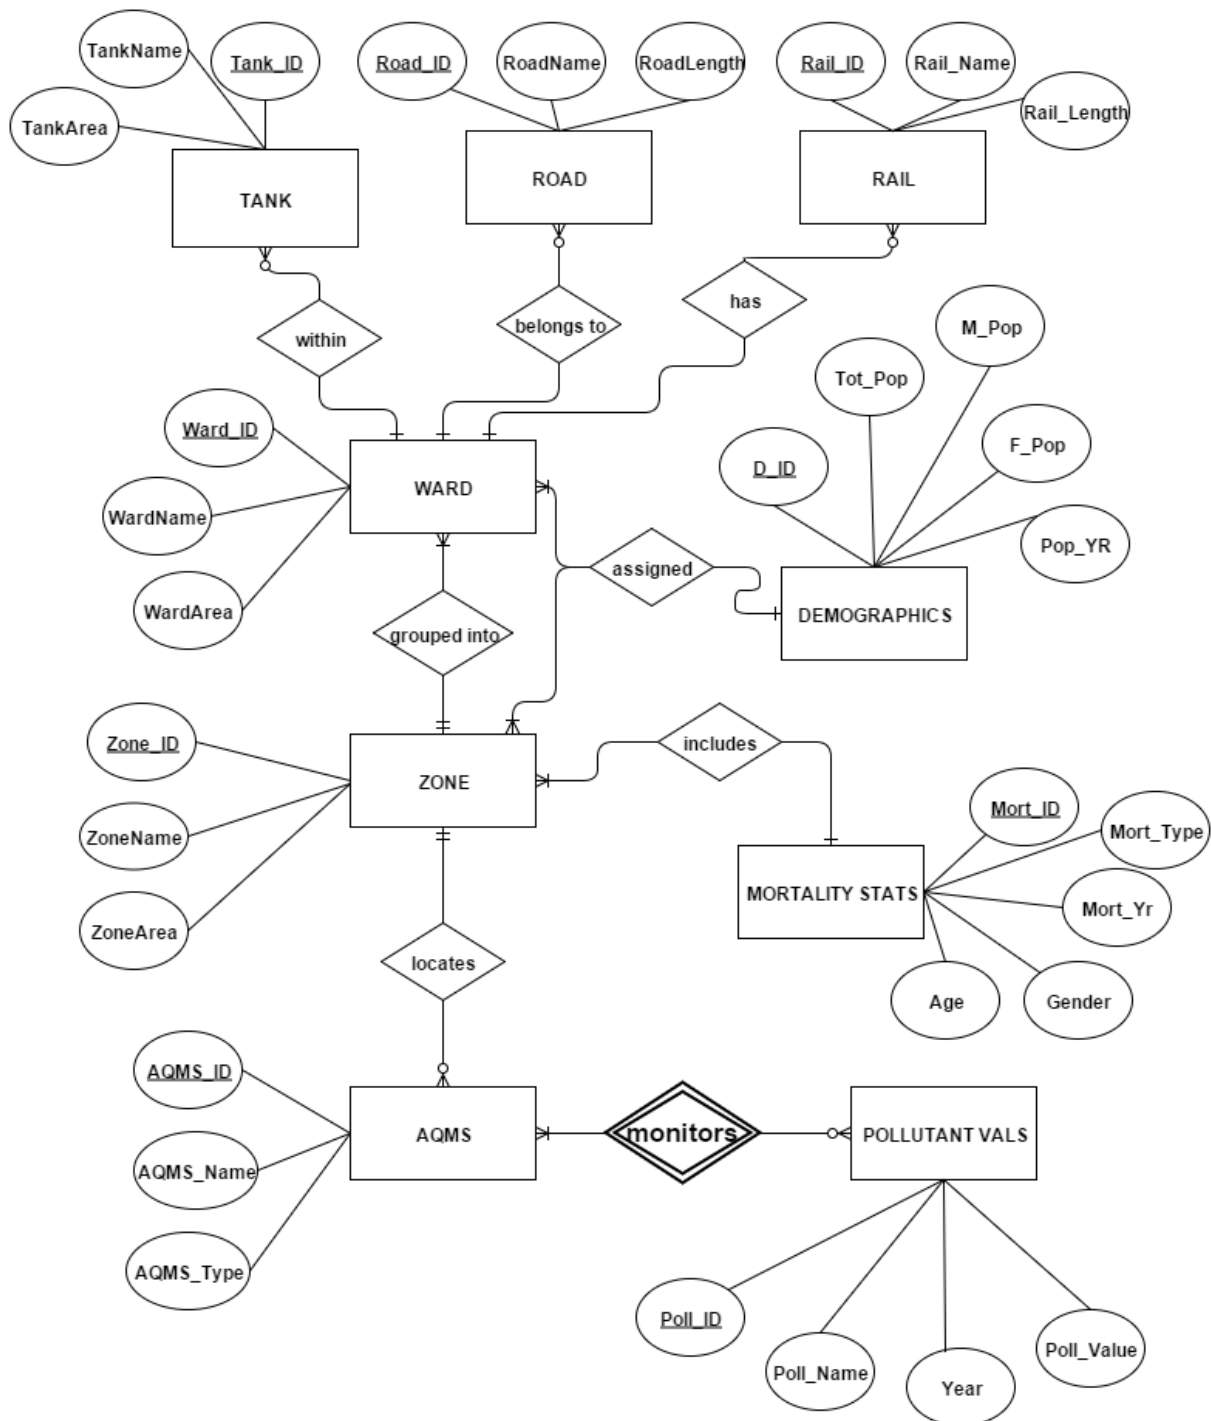 TankName
Tank_ID
TankArea
Road_ID
RoadName
RoadLength
Rail_ID
Rail_Name
Rail_Length
TANK
ROAD
RAIL
within
belongs to
has
Ward_ID
WardName
WardArea
WARD
M_Pop
Tot_Pop
F_Pop
D_ID
Pop_YR
assigned
DEMOGRAPHICS
grouped into
Zone_ID
ZoneName
ZoneArea
ZONE
includes
Mort_ID
Mort_Type
MORTALITY STATS
Mort_Yr
Age
Gender
locates
AQMS_ID
AQMS_Name
AQMS_Type
AQMS
monitors
POLLUTANT VALS
Poll_ID
Poll_Name
Year
Poll_Value